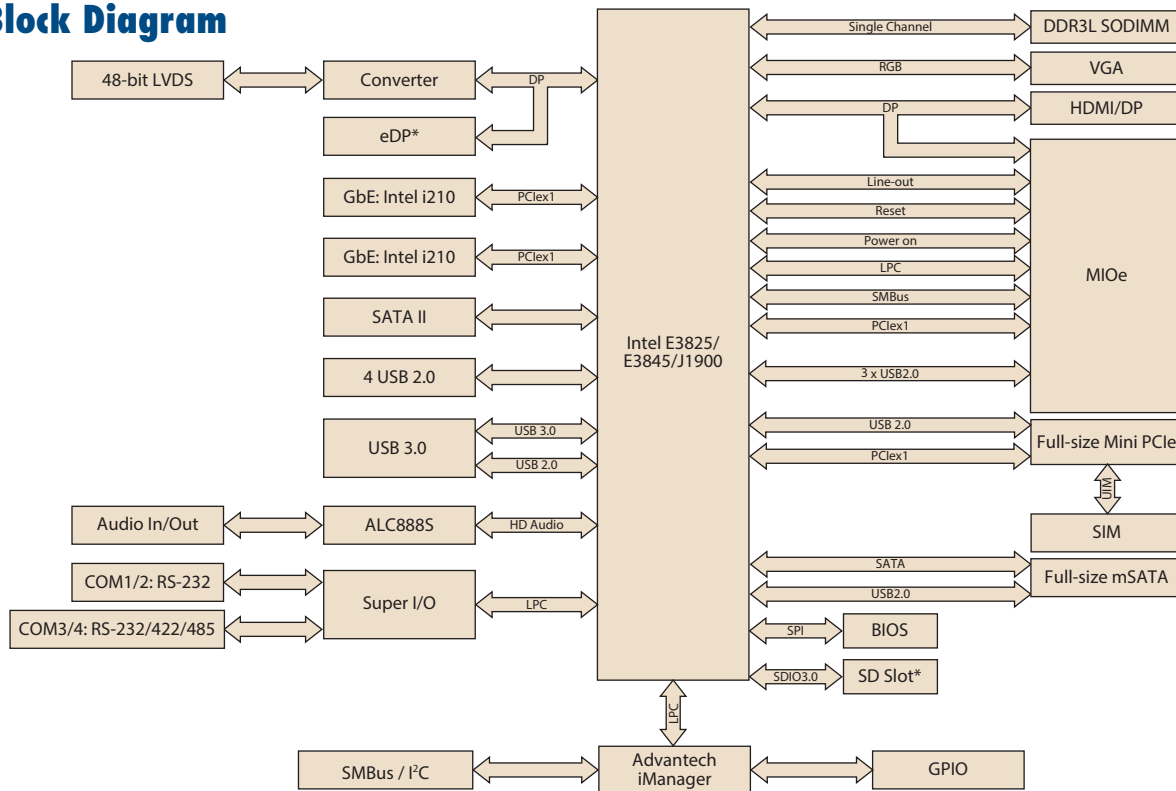 Block Diagram
48-bit LVDS
Converter
DP
eDP*
GbE: Intel i210
PCIex1
GbE: Intel i210
PCIex1
SATA II
4 USB 2.0
USB 3.0
USB 3.0
USB 2.0
Audio In/Out
ALC888S
HD Audio
COM1/2: RS-232
COM3/4: RS-232/422/485
Super I/O
LPC
Intel E3825/
E3845/J1900
Single Channel
DDR3L SODIMM
RGB
VGA
DP
HDMI/DP
Line-out
Reset
Power on
LPC
SMBus
PCIex1
3 x USB2.0
MIOe
USB 2.0
PCIex1
Full-size Mini PCIe
UIM
SIM
SATA
USB2.0
Full-size mSATA
SPI
BIOS
SDIO3.0
SD Slot*
LPC
SMBus / I²C
Advantech
iManager
GPIO